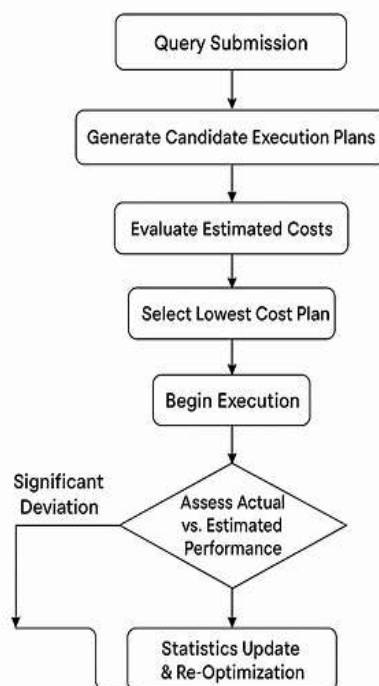 Query Submission
Generate Candidate Execution Plans
Evaluate Estimated Costs
Select Lowest Cost Plan
Begin Execution
Significant
Deviation
Assess Actual
vs. Estimated
Performance
Statistics Update
& Re-Optimization